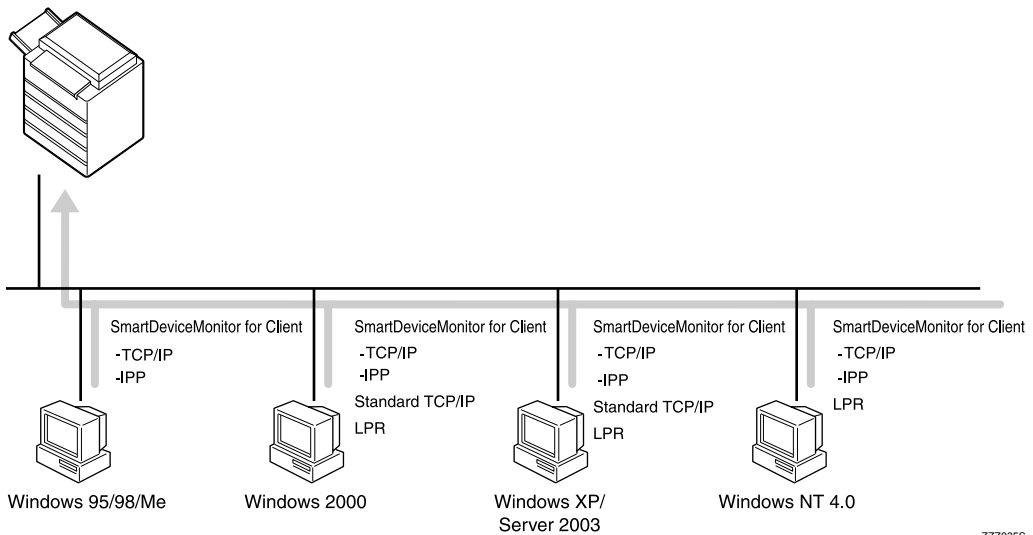 SmartDeviceMonitor for Client
-TCP/IP
-IPP
Windows 95/98/Me
SmartDeviceMonitor for Client
-TCP/IP
-IPP
Standard TCP/IP
LPR
Windows 2000
SmartDeviceMonitor for Client
-TCP/IP
-IPP
Standard TCP/IP
LPR
Windows XP/
Server 2003
SmartDeviceMonitor for Client
-TCP/IP
-IPP
LPR
Windows NT 4.0